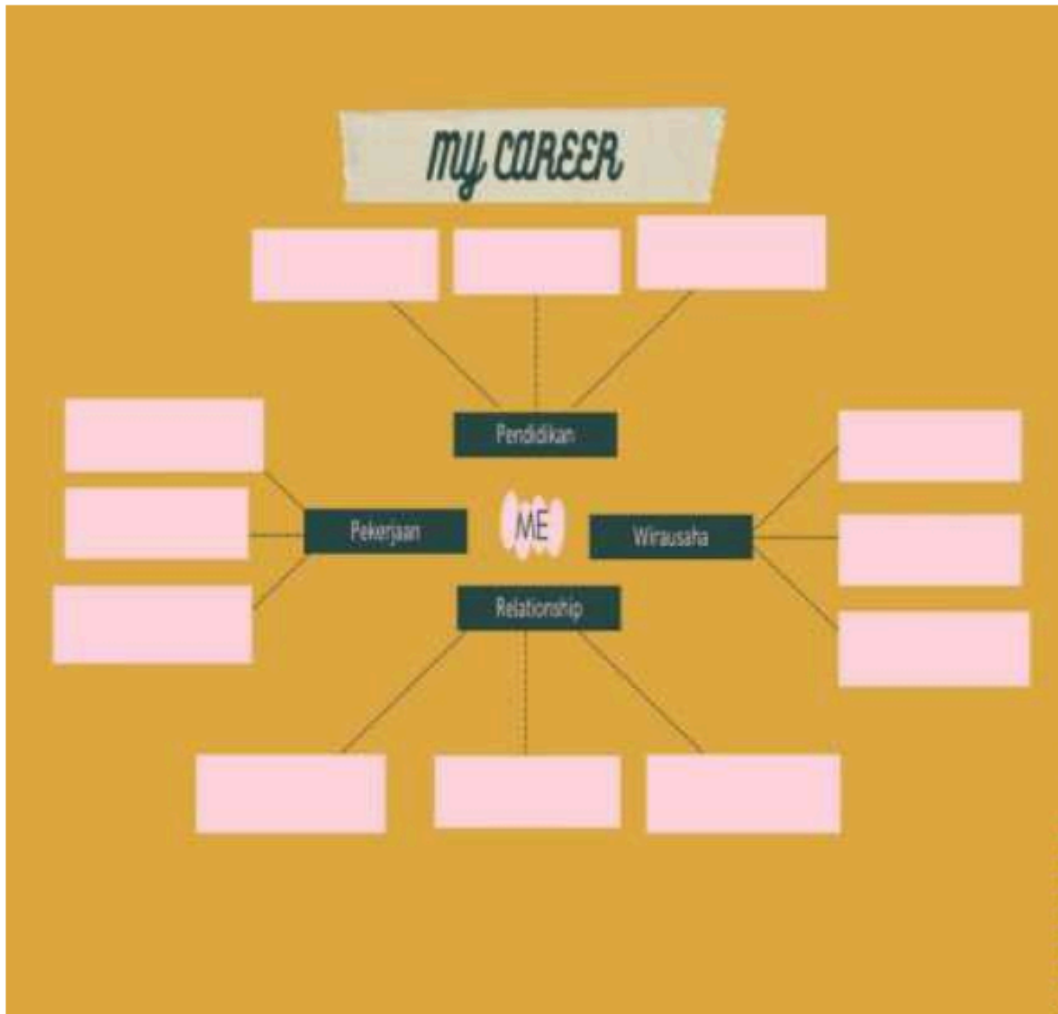 MY CAREER
Pendidikan
Pekerjaan
ME
Wirausaha
Relationship